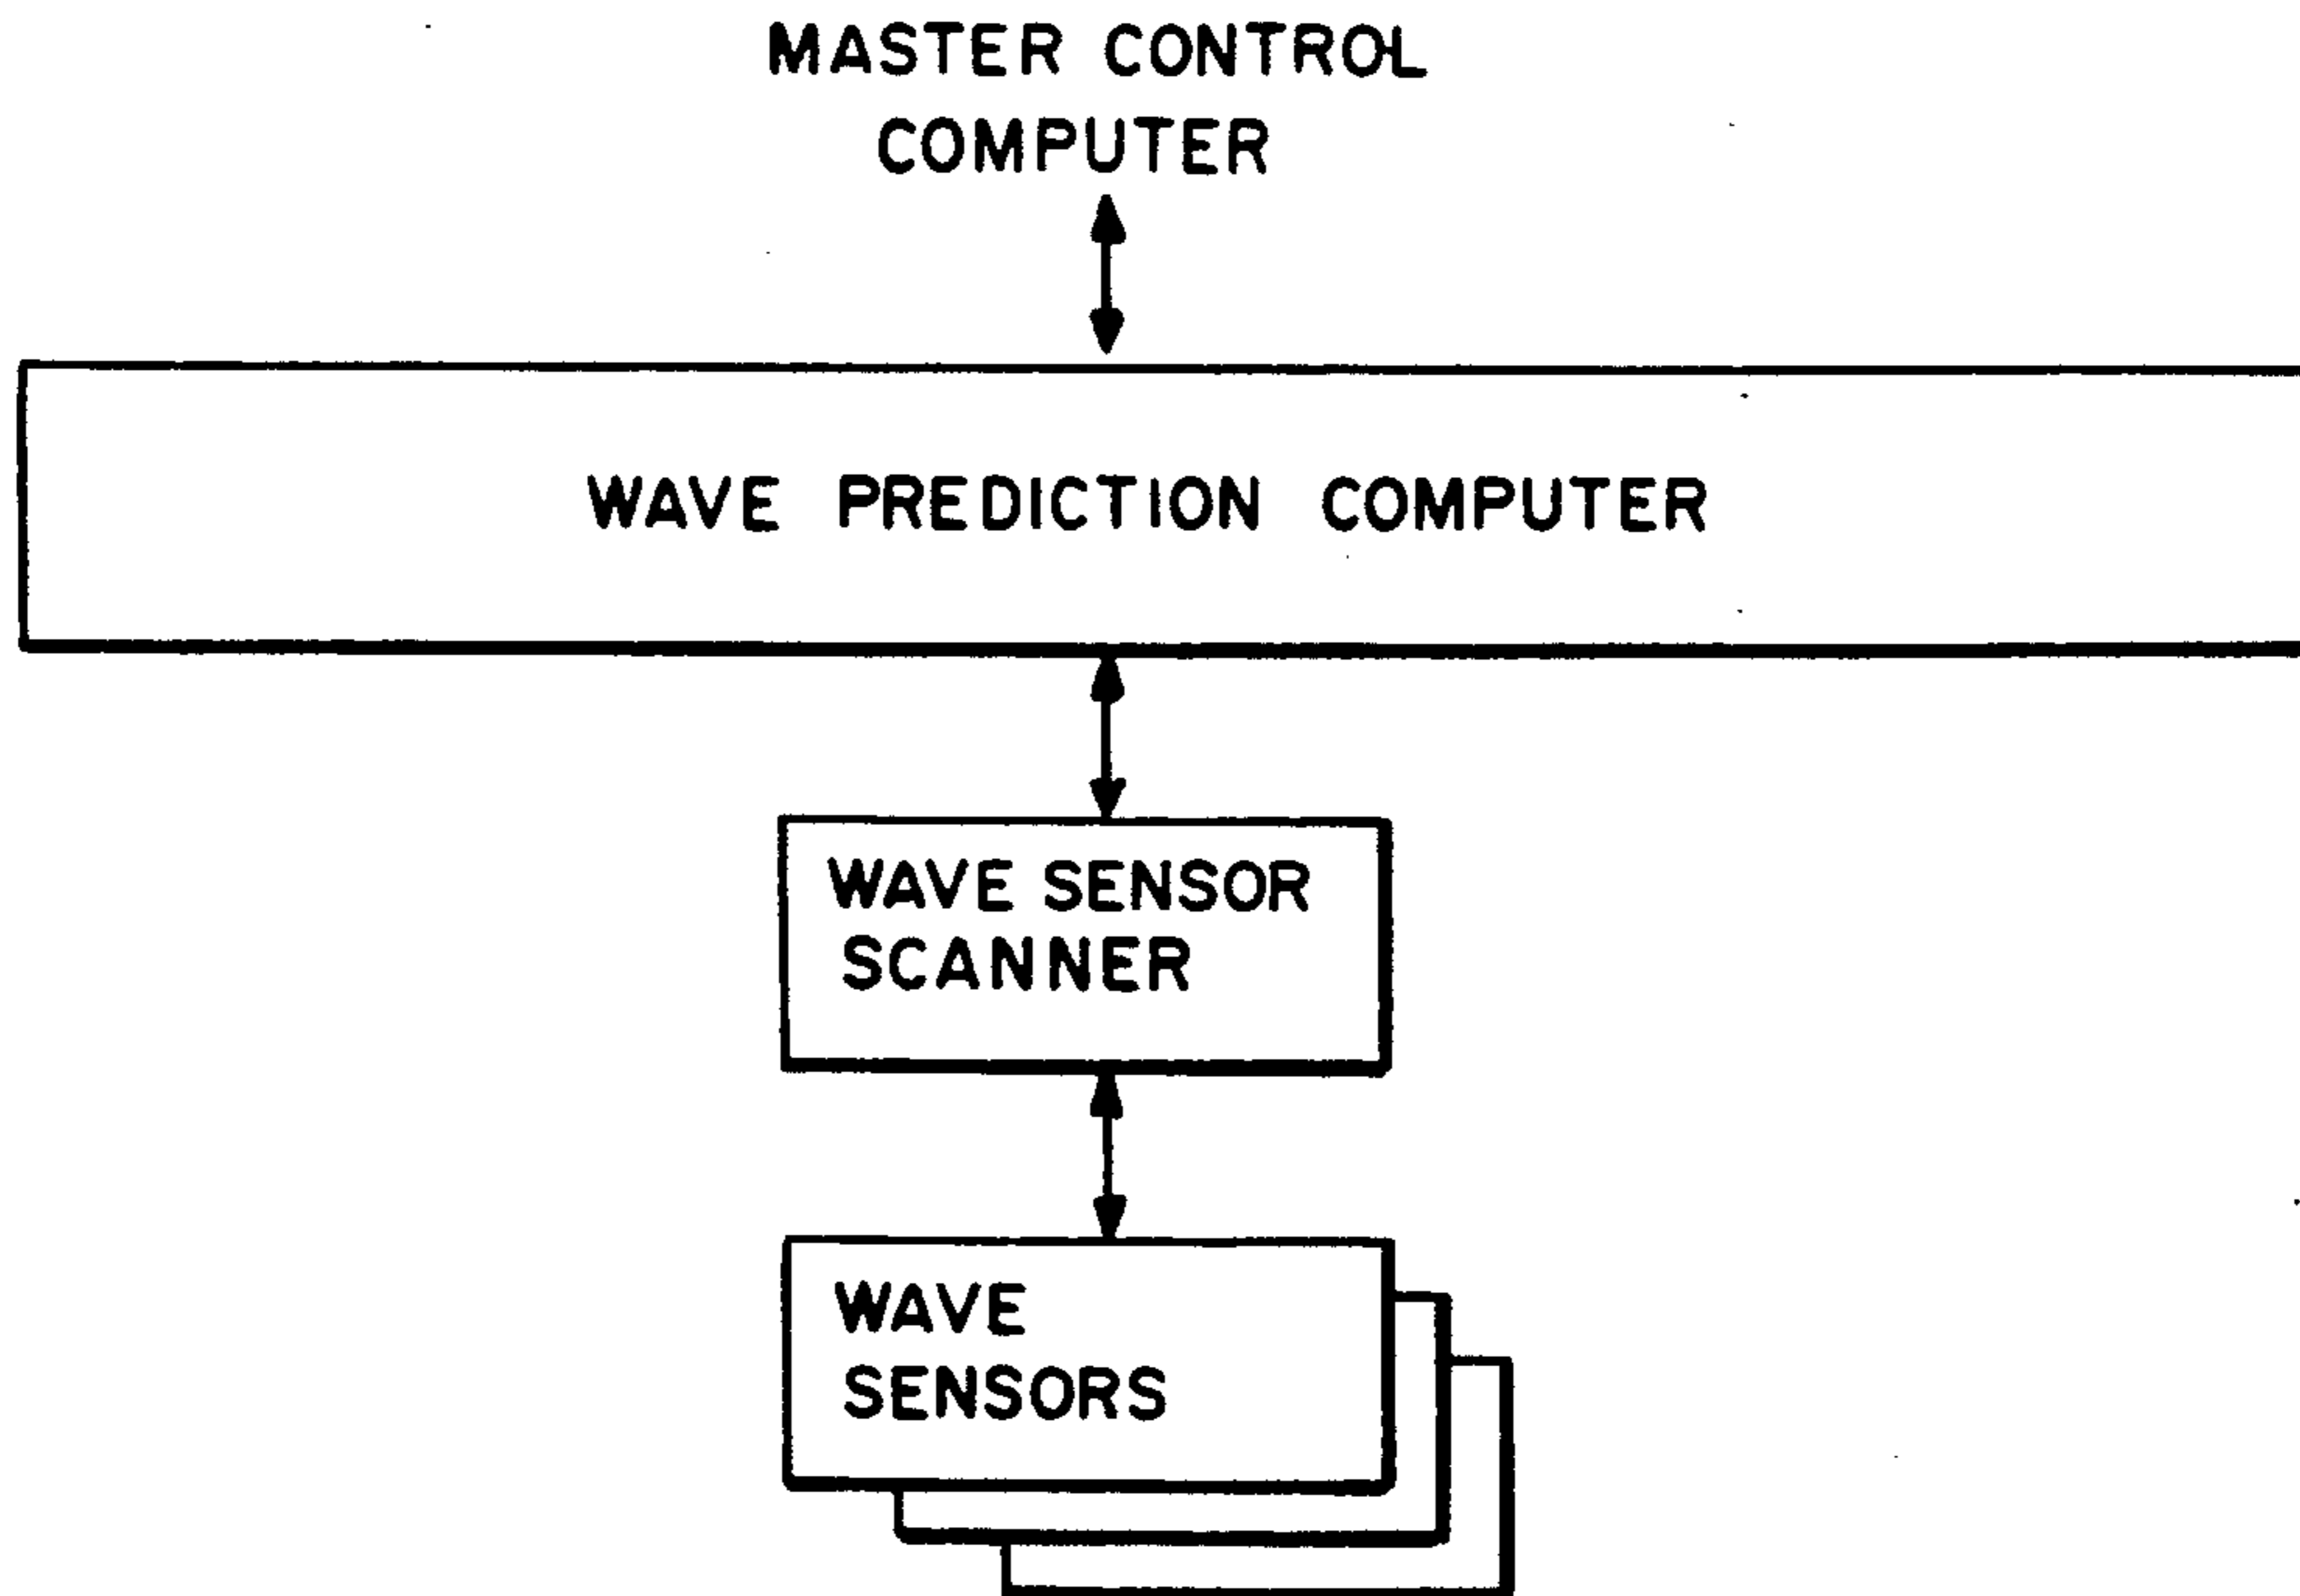 MASTER CONTROL
COMPUTER
WAVE PREDICTION COMPUTER
WAVE SENSOR
SCANNER
WAVE
SENSORS